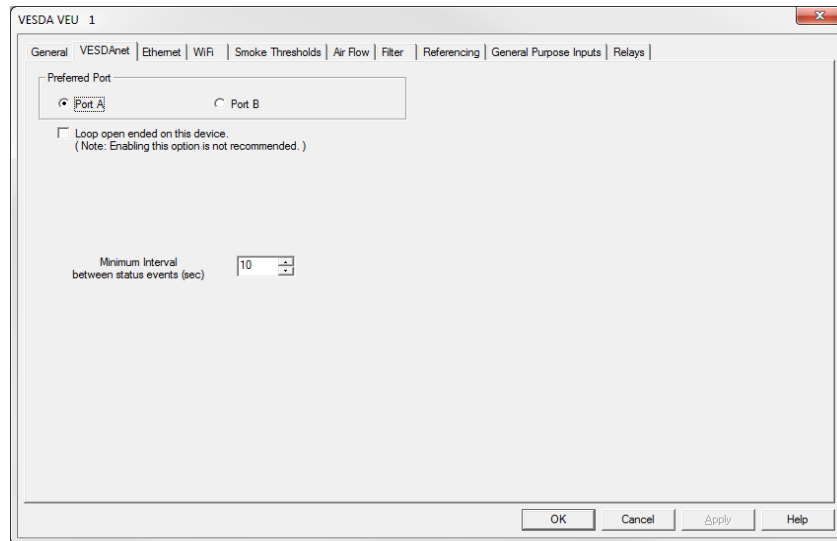 VESDA VEU 1
General VESDAnet Ethernet WiFi Smoke Thresholds Air Flow Filter Referencing General Purpose Inputs Relays
Preferred Port
Port A Port B
Loop open ended on this device.
( Note: Enabling this option is not recommended. )
Minimum Interval
between status events (sec)
10
OK Cancel Apply Help